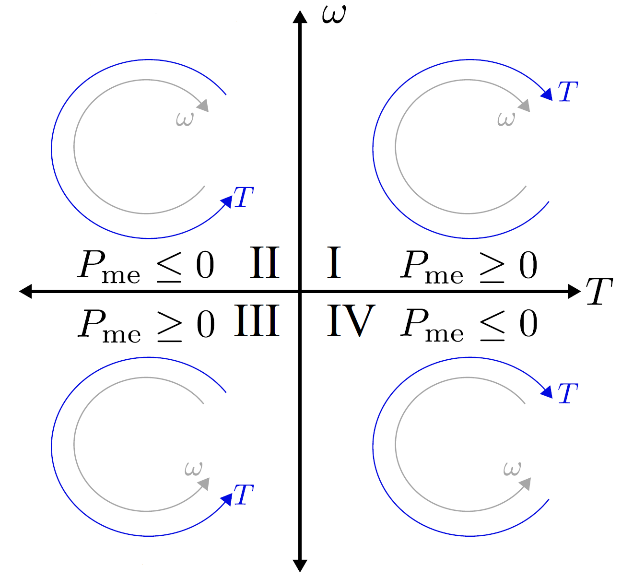 ω
T
ω
ω
T
P_me ≤ 0 II I P_me ≥ 0
T
P_me ≥ 0 III IV P_me ≤ 0
T
ω
ω
T